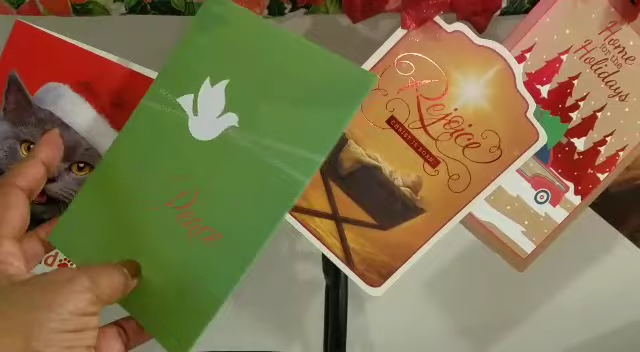 Peace
Rejoice
CHRIST IS BORN
Home
for the
Holidays